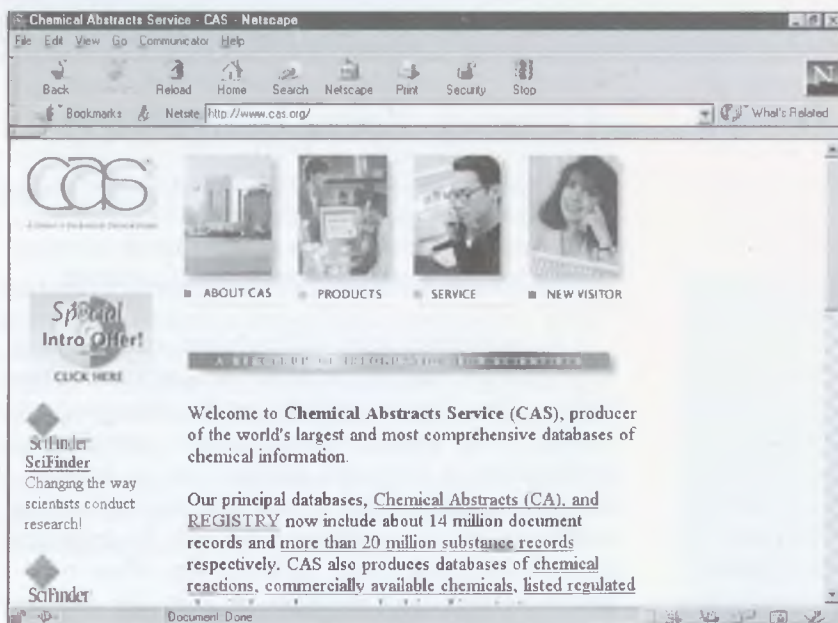 Chemical Abstracts Service - CAS - Netscape
File Edit View Go Communicator Help
Back Reload Home Search Netscape Print Security Stop
Bookmarks Netsite http://www.cas.org/ What's Related
N
cas
ABOUT CAS PRODUCTS SERVICE NEW VISITOR
Special
Intro Offer!
CLICK HERE
Welcome to Chemical Abstracts Service (CAS), producer
of the world's largest and most comprehensive databases of
chemical information.
SciFinder
SciFinder
Changing the way
scientists conduct
research!
Our principal databases, Chemical Abstracts (CA), and
REGISTRY now include about 14 million document
records and more than 20 million substance records
respectively. CAS also produces databases of chemical
reactions, commercially available chemicals, listed regulated
SciFinder
Document Done